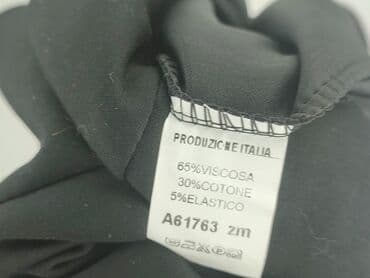 PRODUZIONE ITALIA
65%VISCOSA
30%COTONE
5%ELASTICO
A61763 zm